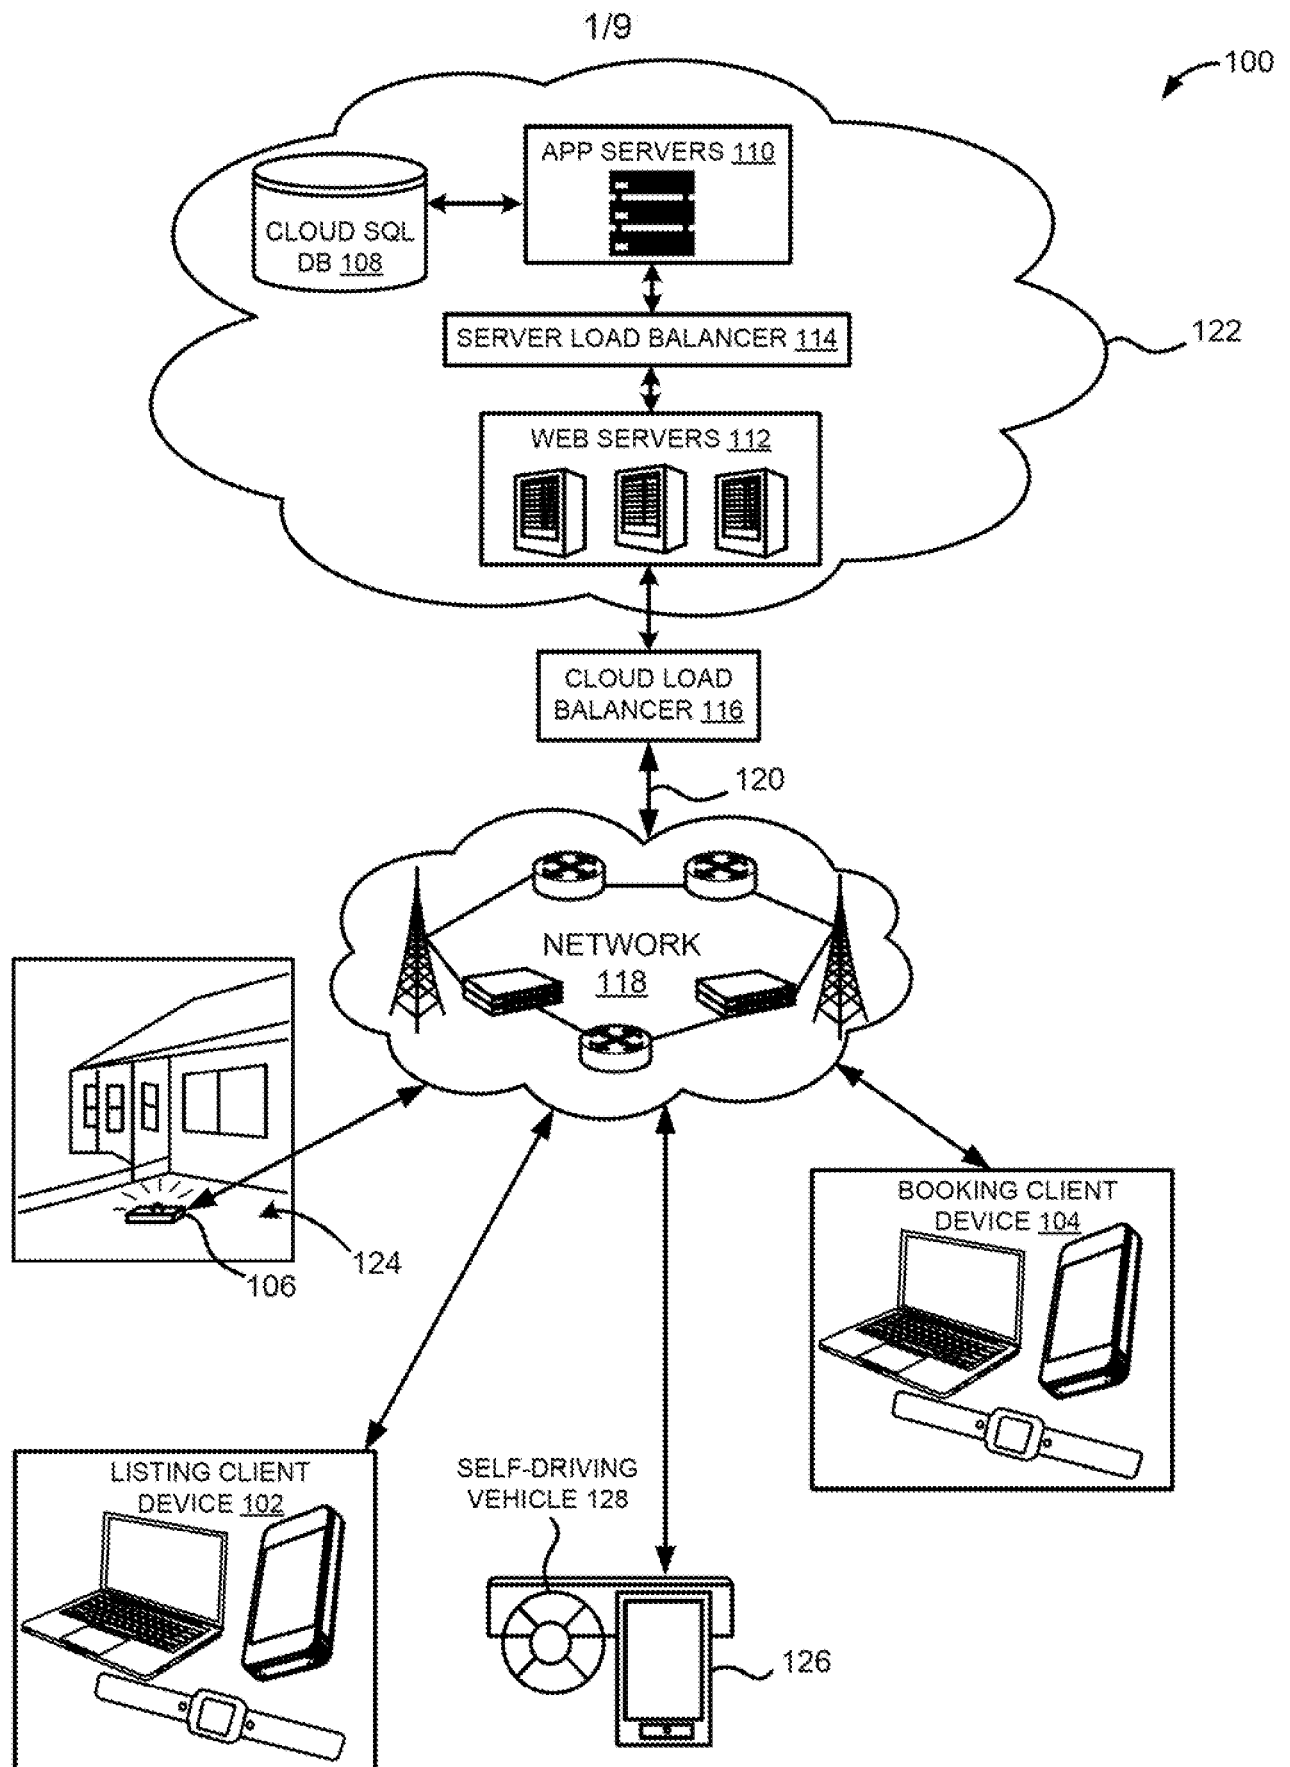 1/9
100
APP SERVERS 110
CLOUD SQL
DB 108
SERVER LOAD BALANCER 114
122
WEB SERVERS 112
CLOUD LOAD
BALANCER 116
120
NETWORK
118
124
106
BOOKING CLIENT
DEVICE 104
LISTING CLIENT
DEVICE 102
SELF-DRIVING
VEHICLE 128
126